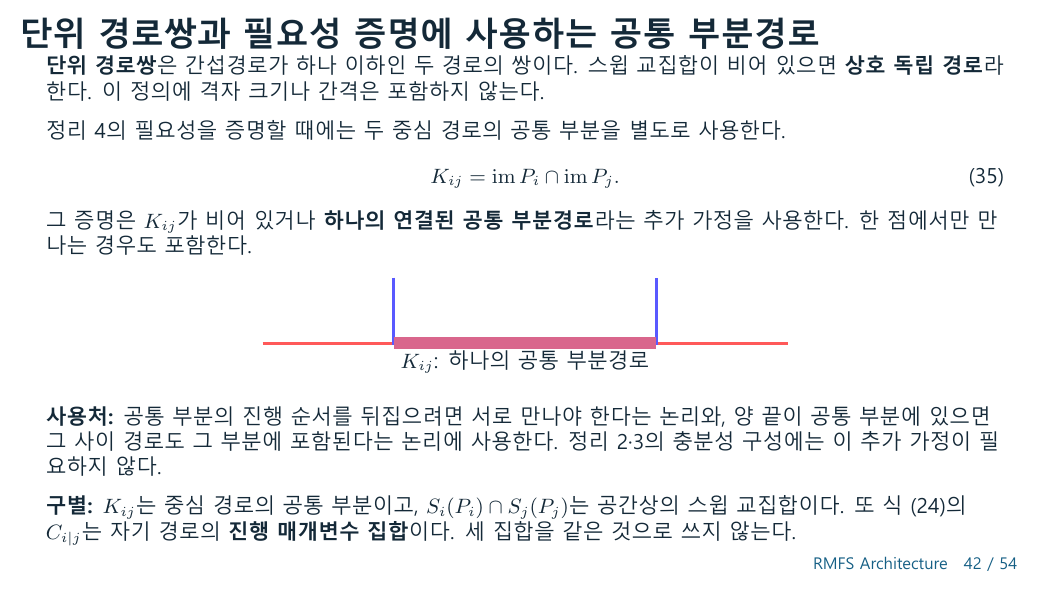 단위 경로쌍과 필요성 증명에 사용하는 공통 부분경로
단위 경로쌍은 간섭경로가 하나 이하인 두 경로의 쌍이다. 스윕 교집합이 비어 있으면 상호 독립 경로라
한다. 이 정의에 격자 크기나 간격은 포함하지 않는다.
정리 4의 필요성을 증명할 때에는 두 중심 경로의 공통 부분을 별도로 사용한다.
K_{ij} = im P_i ∩ im P_j. (35)
그 증명은 K_{ij}가 비어 있거나 하나의 연결된 공통 부분경로라는 추가 가정을 사용한다. 한 점에서만 만
나는 경우도 포함한다.
K_{ij}: 하나의 공통 부분경로
사용처: 공통 부분의 진행 순서를 뒤집으려면 서로 만나야 한다는 논리와, 양 끝이 공통 부분에 있으면
그 사이 경로도 그 부분에 포함된다는 논리에 사용한다. 정리 2·3의 충분성 구성에는 이 추가 가정이 필
요하지 않다.
구별: K_{ij}는 중심 경로의 공통 부분이고, S_i(P_i) ∩ S_j(P_j)는 공간상의 스윕 교집합이다. 또 식 (24)의
C_{i|j}는 자기 경로의 진행 매개변수 집합이다. 세 집합을 같은 것으로 쓰지 않는다.
RMFS Architecture 42 / 54